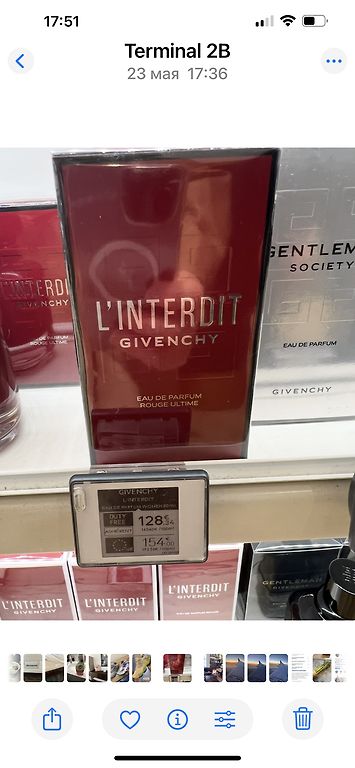 17:51
Terminal 2B
23 мая 17:36
L'INTERDIT
GIVENCHY
EAU DE PARFUM
ROUGE ULTIME
L'INTERDI
GIVENCHY
EAU DE PARFUM
ROUGE ULTIME
GENTLEM
SOCIETY
EAU DE PARFUM
GIVENCHY
GIVENCHY
L'INTERDIT
DUTY
FREE
128€
154€
L'INTERDIT
GIVENCHY
L'INTERDIT
GIVENCHY
L'INTERDIT
GIVENCHY
GENTLEMAN
GIVENCHY